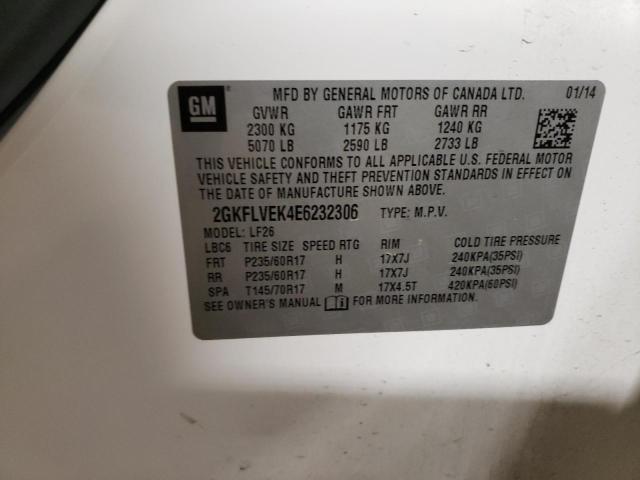 GM
MFD BY GENERAL MOTORS OF CANADA LTD. 01/14
GVWR GAWR FRT GAWR RR
2300 KG 1175 KG 1240 KG
5070 LB 2590 LB 2733 LB
THIS VEHICLE CONFORMS TO ALL APPLICABLE U.S. FEDERAL MOTOR
VEHICLE SAFETY AND THEFT PREVENTION STANDARDS IN EFFECT ON
THE DATE OF MANUFACTURE SHOWN ABOVE.
2GKFLVEK4E6232306 TYPE: M.P.V.
MODEL: LF26
LBC6 TIRE SIZE SPEED RTG RIM COLD TIRE PRESSURE
FRT P235/60R17 H 17X7J 240KPA(35PSI)
RR P235/60R17 H 17X7J 240KPA(35PSI)
SPA T145/70R17 M 17X4.5T 420KPA(60PSI)
SEE OWNER'S MANUAL FOR MORE INFORMATION.